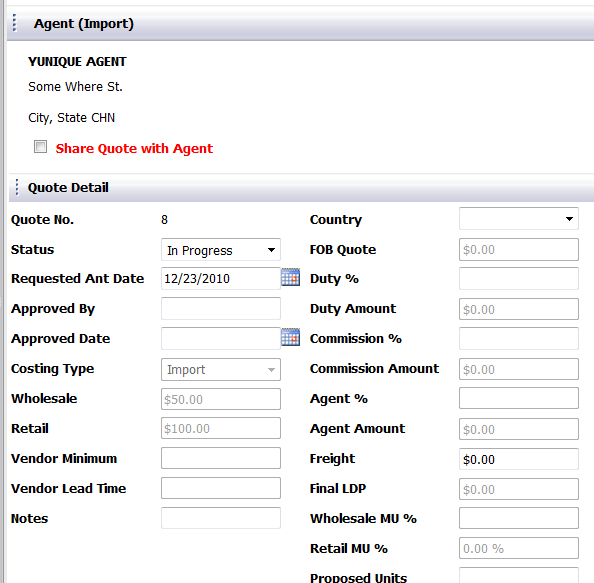 Agent (Import)
YUNIQUE AGENT
Some Where St.
City, State CHN
Share Quote with Agent
Quote Detail
Quote No. 8
Status In Progress
Requested Ant Date 12/23/2010
Approved By
Approved Date
Costing Type Import
Wholesale $50.00
Retail $100.00
Vendor Minimum
Vendor Lead Time
Notes
Country
FOB Quote $0.00
Duty %
Duty Amount $0.00
Commission %
Commission Amount $0.00
Agent %
Agent Amount $0.00
Freight $0.00
Final LDP $0.00
Wholesale MU %
Retail MU % 0.00 %
Proposed Units